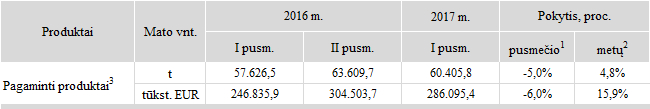 Produktai Mato vnt. 2016 m. 2017 m. Pokytis, proc.
I pusm. II pusm. I pusm. pusmečio¹ metų²
Pagaminti produktai³ t 57.626,5 63.609,7 60.405,8 -5,0% 4,8%
tūkst. EUR 246.835,9 304.503,7 286.095,4 -6,0% 15,9%